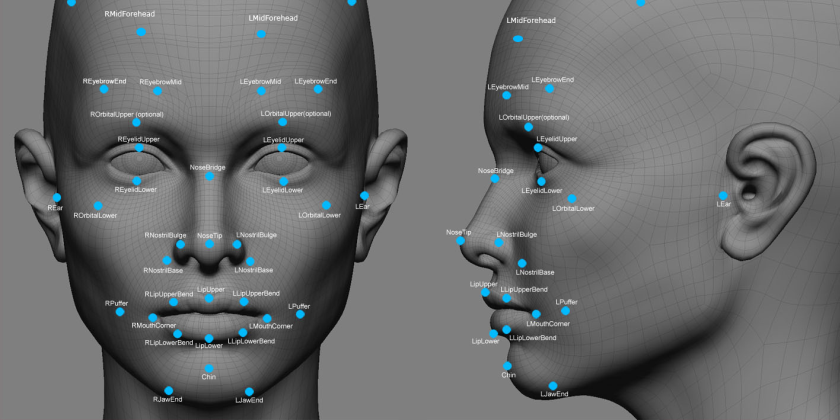 RMidForehead
LMidForehead
REyebrowEnd
REyebrowMid
LEyebrowMid
LEyebrowEnd
ROrbitalUpper (optional)
LOrbitalUpper(optional)
REyelidUpper
LEyelidUpper
NoseBridge
REyelidLower
LEyelidLower
REar
ROrbitalLower
LOrbitalLower
LEar
RNostrilBulge
NoseTip
LNostrilBulge
RNostrilBase
LNostrilBase
RLipUpperBend
LipUpper
LLipUpperBend
RPuffer
LPuffer
RMouthCorner
LMouthCorner
RLipLowerBend
LipLower
LLipLowerBend
Chin
RJawEnd
LJawEnd
LMidForehead
LEyebrowMid
LEyebrowEnd
LOrbitalUpper(optional)
LEyelidUpper
NoseBridge
LEyelidLower
LOrbitalLower
LEar
NoseTip
LNostrilBulge
LNostrilBase
LipUpper
LLipUpperBend
LPuffer
LMouthCorner
LipLower
LLipLowerBend
Chin
LJawEnd